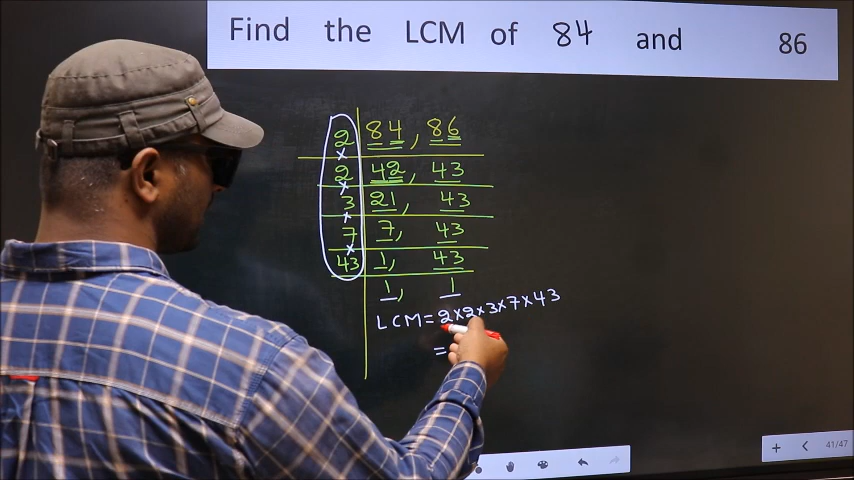 Find the LCM of 84 and 86
2 84, 86
×
2 42, 43
×
3 21, 43
×
7 7, 43
×
43 1, 43
1, 1
LCM = 2×2×3×7×43
=
+ < 41/47